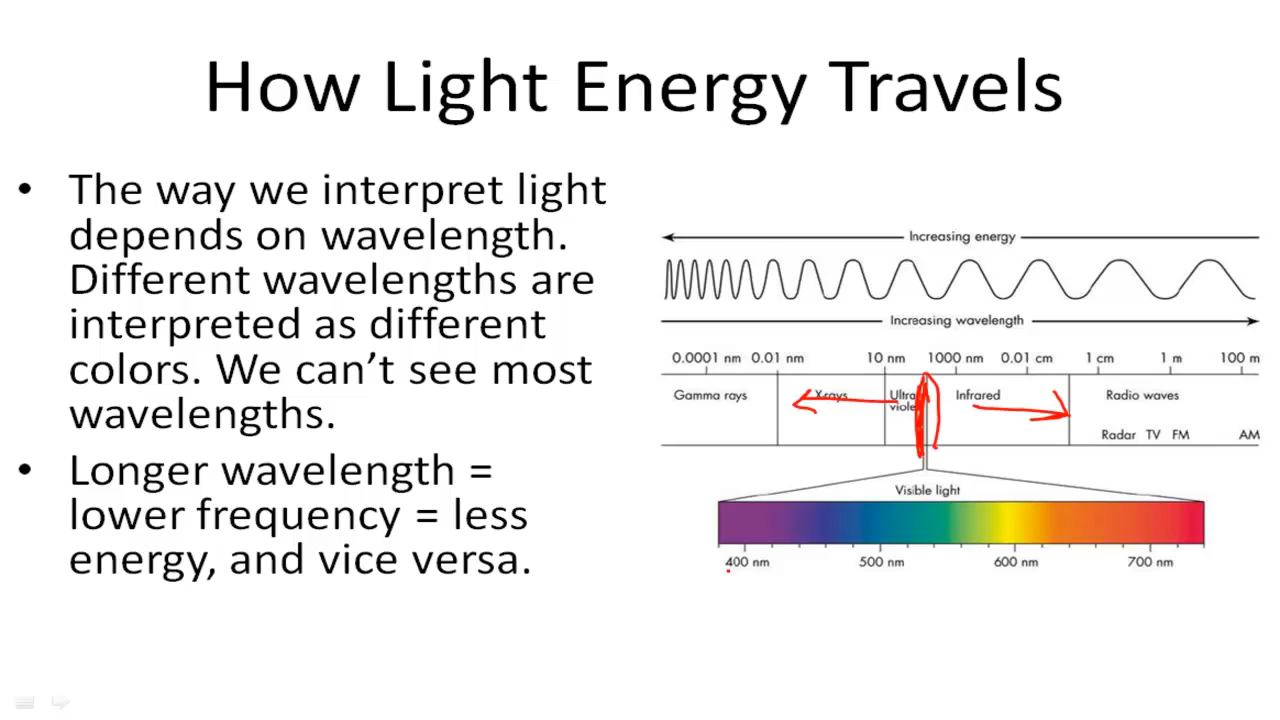 How Light Energy Travels
• The way we interpret light
depends on wavelength.
Different wavelengths are
interpreted as different
colors. We can't see most
wavelengths.
• Longer wavelength =
lower frequency = less
energy, and vice versa.
Increasing energy
Increasing wavelength
0.0001 nm 0.01 nm 10 nm 1000 nm 0.01 cm 1 cm 1 m 100 m
Gamma rays X-rays Ultra Infrared Radio waves
violet
Radar TV FM AM
Visible light
400 nm 500 nm 600 nm 700 nm